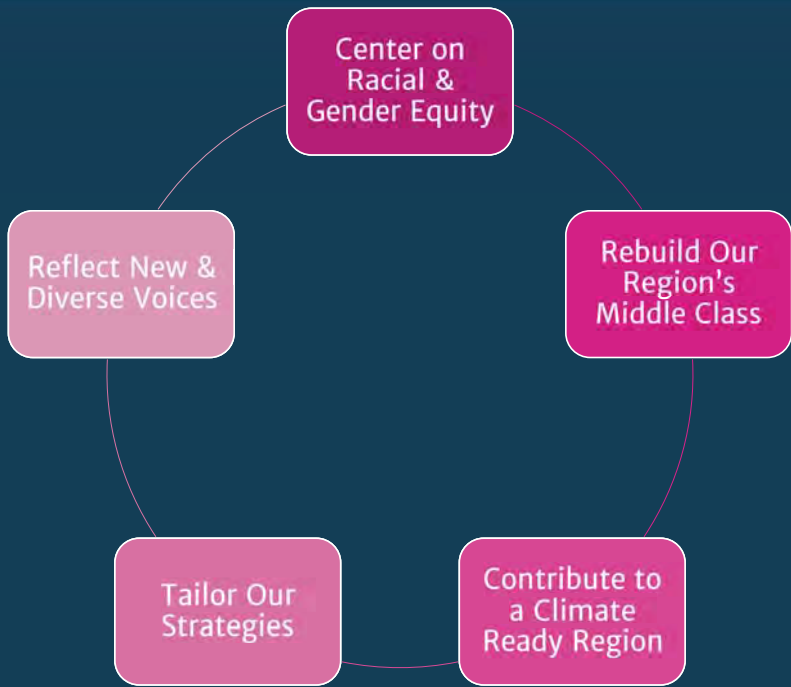 Center on
Racial &
Gender Equity
Rebuild Our
Region's
Middle Class
Contribute to
a Climate
Ready Region
Tailor Our
Strategies
Reflect New &
Diverse Voices